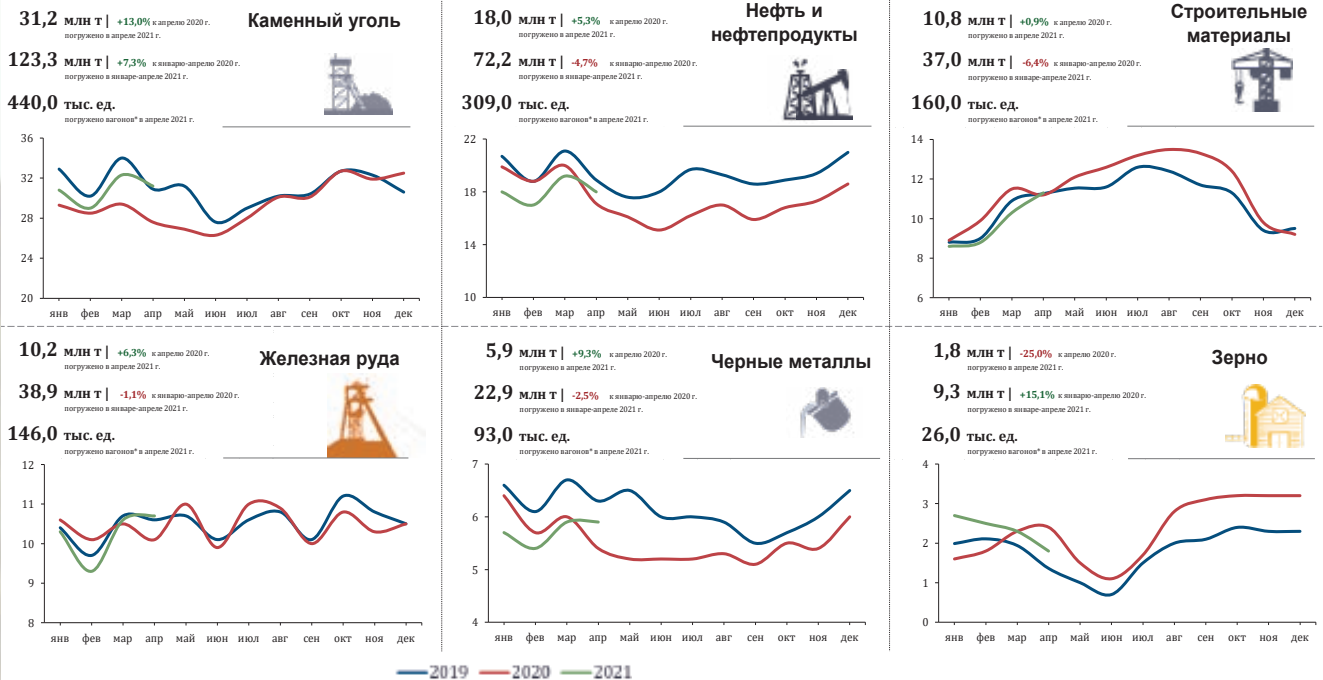 31,2 млн т | +13,0% к апрелю 2020 г.
погружено в апреле 2021 г.
Каменный уголь
123,3 млн т | +7,3% к январю-апрелю 2020 г.
погружено в январе-апреле 2021 г.
440,0 тыс. ед.
погружено вагонов* в апреле 2021 г.
36
32
28
24
20
янв фев мар апр май июн июл авг сен окт ноя дек
18,0 млн т | +5,3% к апрелю 2020 г.
погружено в апреле 2021 г.
Нефть и
нефтепродукты
72,2 млн т | -4,7% к январю-апрелю 2020 г.
погружено в январе-апреле 2021 г.
309,0 тыс. ед.
погружено вагонов* в апреле 2021 г.
22
18
14
10
янв фев мар апр май июн июл авг сен окт ноя дек
10,8 млн т | +0,9% к апрелю 2020 г.
погружено в апреле 2021 г.
Строительные
материалы
37,0 млн т | -6,4% к январю-апрелю 2020 г.
погружено в январе-апреле 2021 г.
160,0 тыс. ед.
погружено вагонов* в апреле 2021 г.
14
12
10
8
6
янв фев мар апр май июн июл авг сен окт ноя дек
10,2 млн т | +6,3% к апрелю 2020 г.
погружено в апреле 2021 г.
Железная руда
38,9 млн т | -1,1% к январю-апрелю 2020 г.
погружено в январе-апреле 2021 г.
146,0 тыс. ед.
погружено вагонов* в апреле 2021 г.
12
11
10
9
8
янв фев мар апр май июн июл авг сен окт ноя дек
5,9 млн т | +9,3% к апрелю 2020 г.
погружено в апреле 2021 г.
Черные металлы
22,9 млн т | -2,5% к январю-апрелю 2020 г.
погружено в январе-апреле 2021 г.
93,0 тыс. ед.
погружено вагонов* в апреле 2021 г.
7
6
5
4
янв фев мар апр май июн июл авг сен окт ноя дек
1,8 млн т | -25,0% к апрелю 2020 г.
погружено в апреле 2021 г.
Зерно
9,3 млн т | +15,1% к январю-апрелю 2020 г.
погружено в январе-апреле 2021 г.
26,0 тыс. ед.
погружено вагонов* в апреле 2021 г.
4
3
2
1
0
янв фев мар апр май июн июл авг сен окт ноя дек
2019 2020 2021